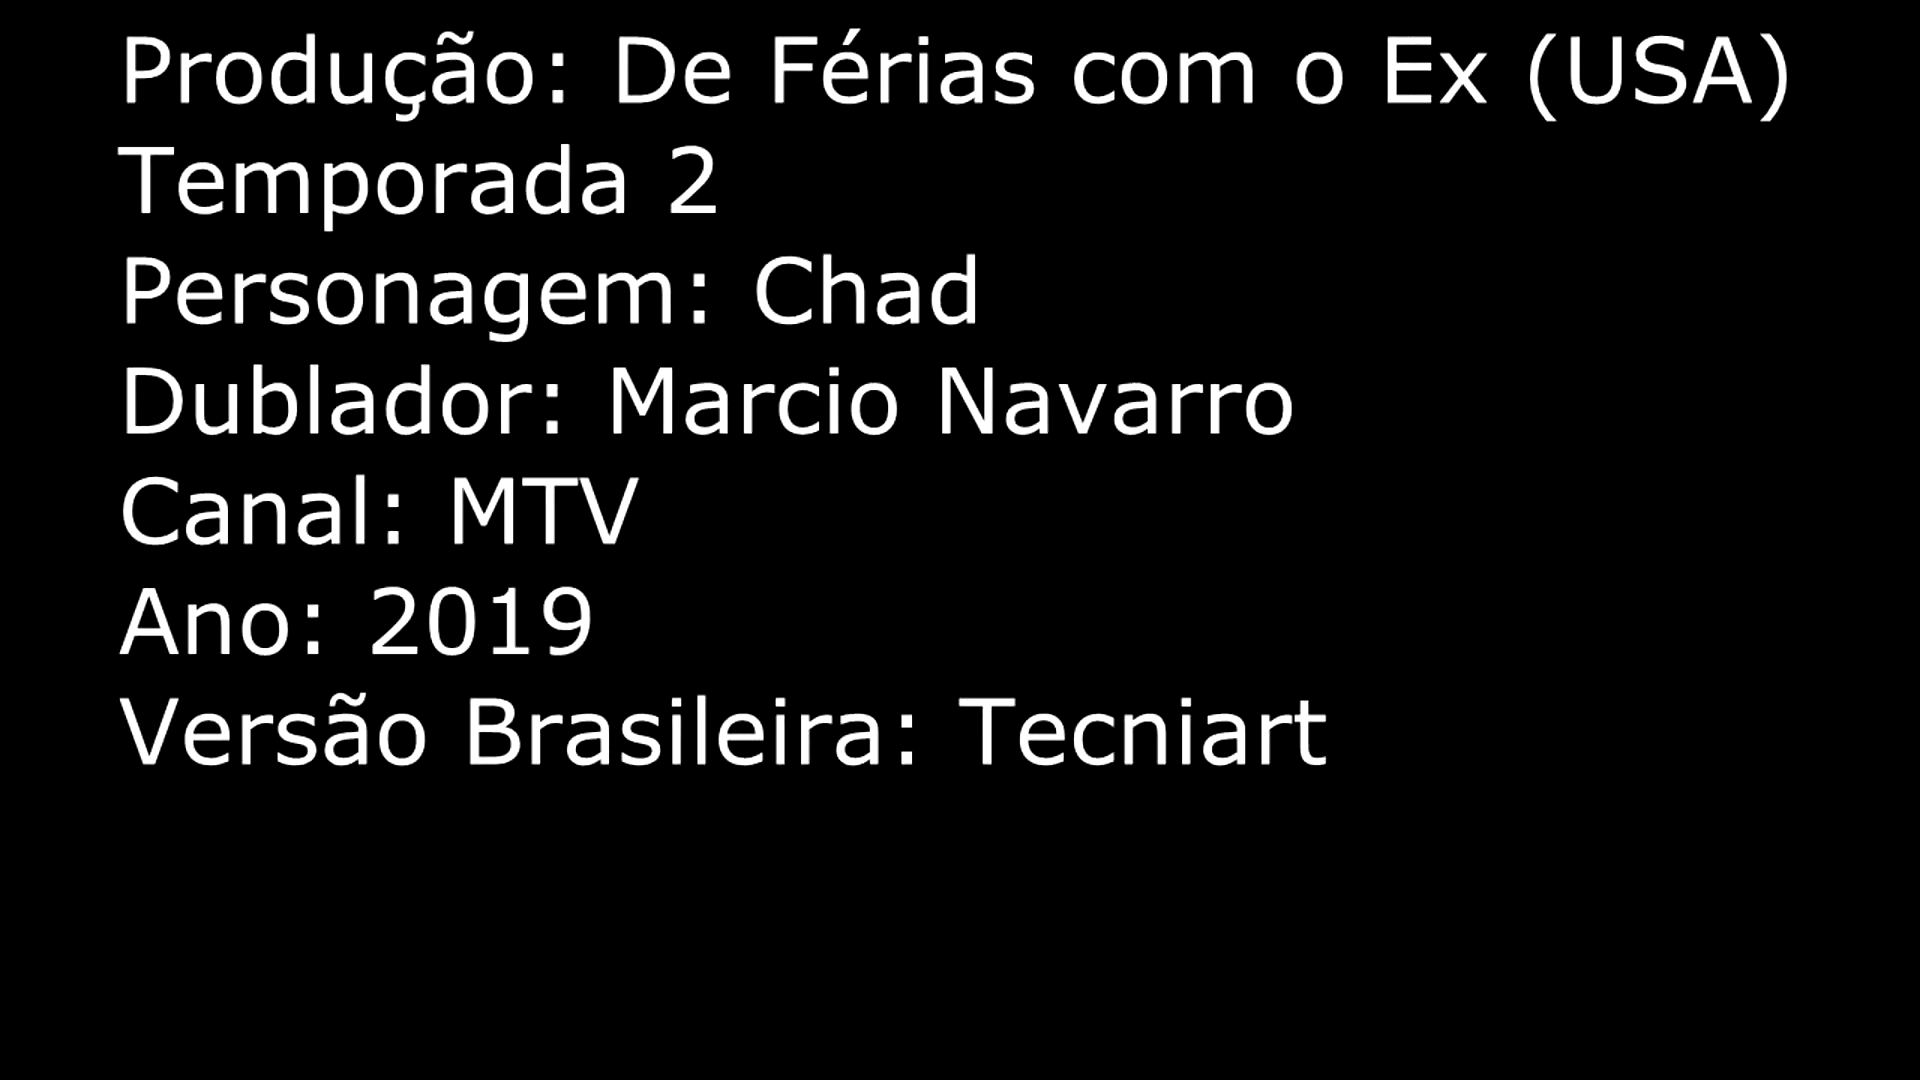 Produção: De Férias com o Ex (USA)
Temporada 2
Personagem: Chad
Dublador: Marcio Navarro
Canal: MTV
Ano: 2019
Versão Brasileira: Tecniart